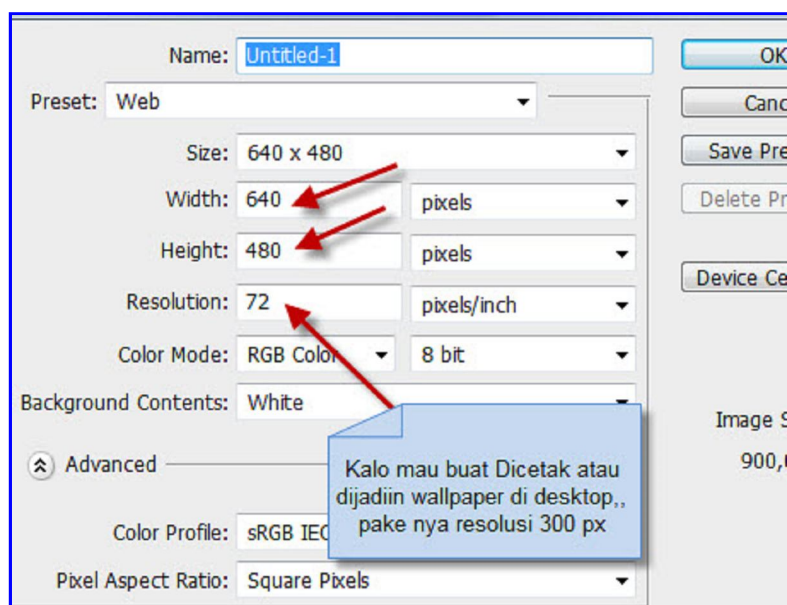 Name: Untitled-1
OK
Preset: Web
Size: 640 x 480
Width: 640 pixels
Height: 480 pixels
Resolution: 72 pixels/inch
Color Mode: RGB Color 8 bit
Background Contents: White
Advanced
Color Profile: sRGB IEC
Pixel Aspect Ratio: Square Pixels
Kalo mau buat Dicetak atau
dijadiin wallpaper di desktop,,
pake nya resolusi 300 px
Canc
Save Pre
Delete Pr
Device Ce
Image S
900,